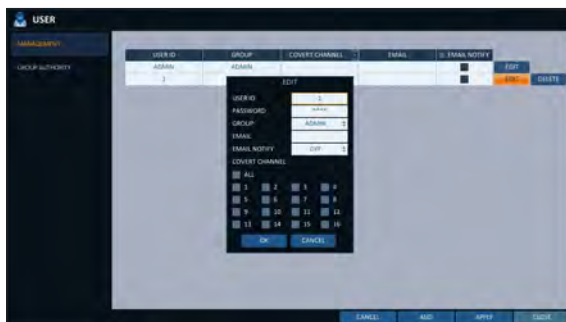 USER
MANAGEMENT
GROUP AUTHORITY
USER ID GROUP COVERT CHANNEL EMAIL EMAIL NOTIFY
ADMIN ADMIN EDIT
1 EDIT DELETE
EDIT
USER ID 1
PASSWORD ****
GROUP ADMIN
EMAIL
EMAIL NOTIFY OFF
COVERT CHANNEL
ALL
1 2 3 4
5 6 7 8
9 10 11 12
13 14 15 16
OK CANCEL
CANCEL ADD APPLY CLOSE